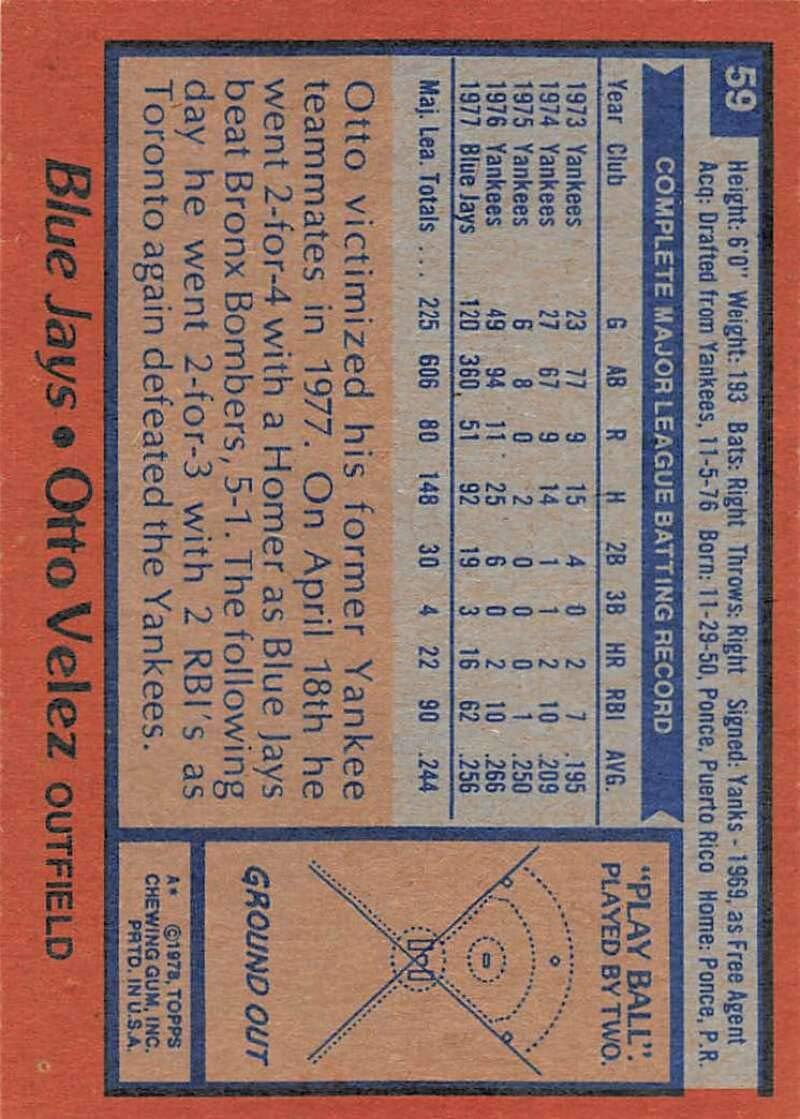 59
Height: 6'0" Weight: 193 Bats: Right Throws: Right Signed: Yanks - 1969, as Free Agent
Acq: Drafted from Yankees, 11-5-76 Born: 11-29-50, Ponce, Puerto Rico Home: Ponce, P.R.
COMPLETE MAJOR LEAGUE BATTING RECORD
Year Club G AB R H 2B 3B HR RBI AVG.
1973 Yankees 23 77 9 15 4 0 2 7 .195
1974 Yankees 27 67 9 14 1 1 2 10 .209
1975 Yankees 6 8 0 2 0 0 0 1 .250
1976 Yankees 49 94 11 25 6 0 2 10 .266
1977 Blue Jays 120 360 51 92 19 3 16 62 .256
Maj. Lea. Totals ... 225 606 80 148 30 4 22 90 .244
Otto victimized his former Yankee
teammates in 1977. On April 18th he
went 2-for-4 with a Homer as Blue Jays
beat Bronx Bombers, 5-1. The following
day he went 2-for-3 with 2 RBI's as
Toronto again defeated the Yankees.
"PLAY BALL":
PLAYED BY TWO.
GROUND OUT
A* ©1978, TOPPS
CHEWING GUM, INC.
PRTD. IN U.S.A.
Blue Jays • Otto Velez OUTFIELD